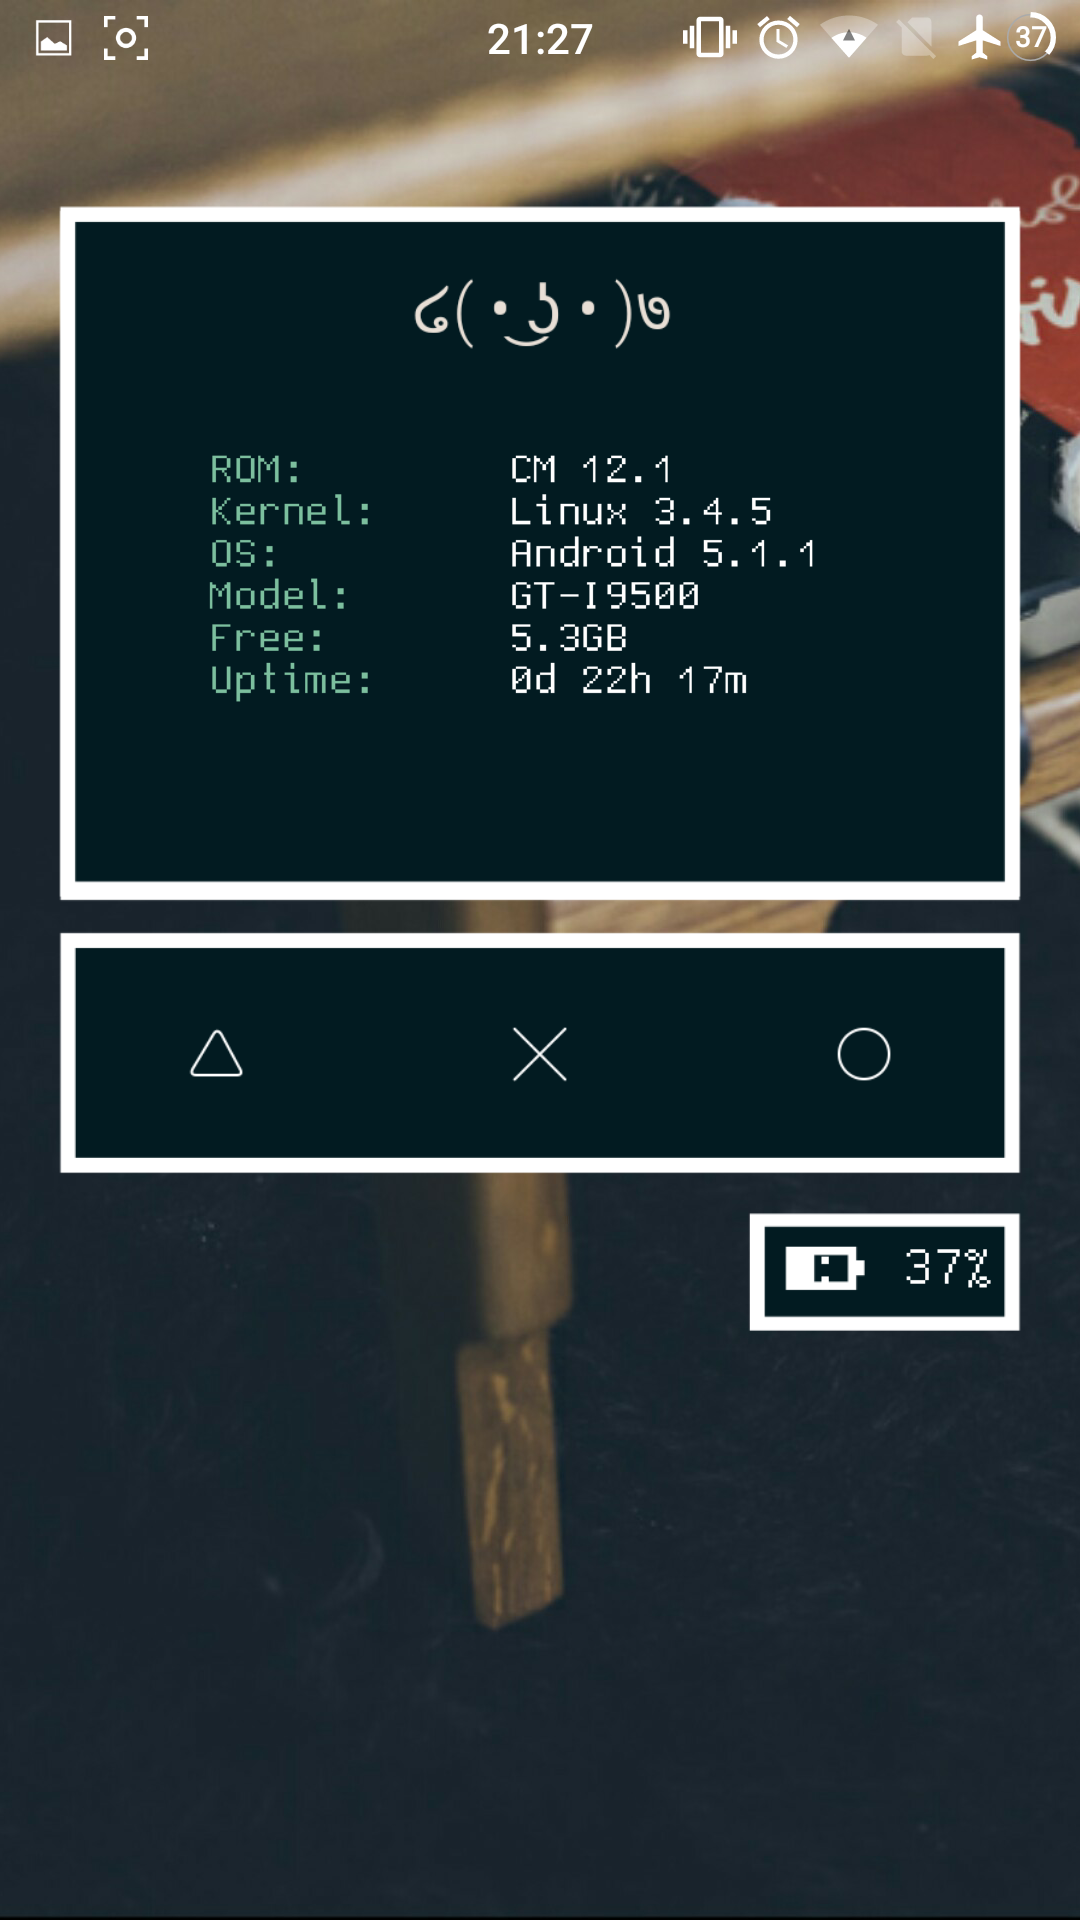 21:27
37
૮( • ʖ̯ • )ა
ROM: CM 12.1
Kernel: Linux 3.4.5
OS: Android 5.1.1
Model: GT-I9500
Free: 5.3GB
Uptime: 0d 22h 17m
37%